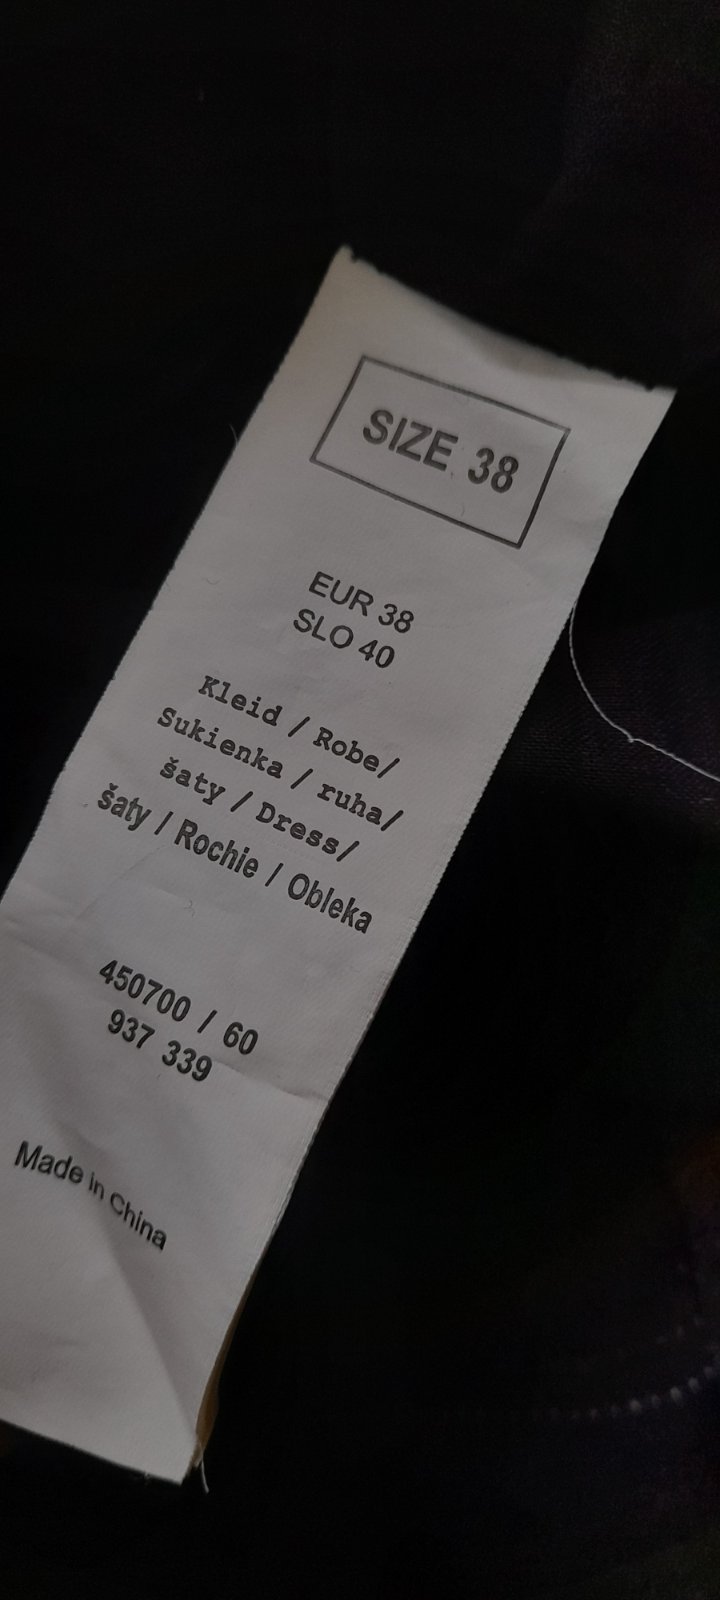 SIZE 38
EUR 38
SLO 40
Kleid / Robe/
Sukienka / ruha/
šaty / Dress/
šaty / Rochie / Obleka
450700 / 60
937 339
Made in China